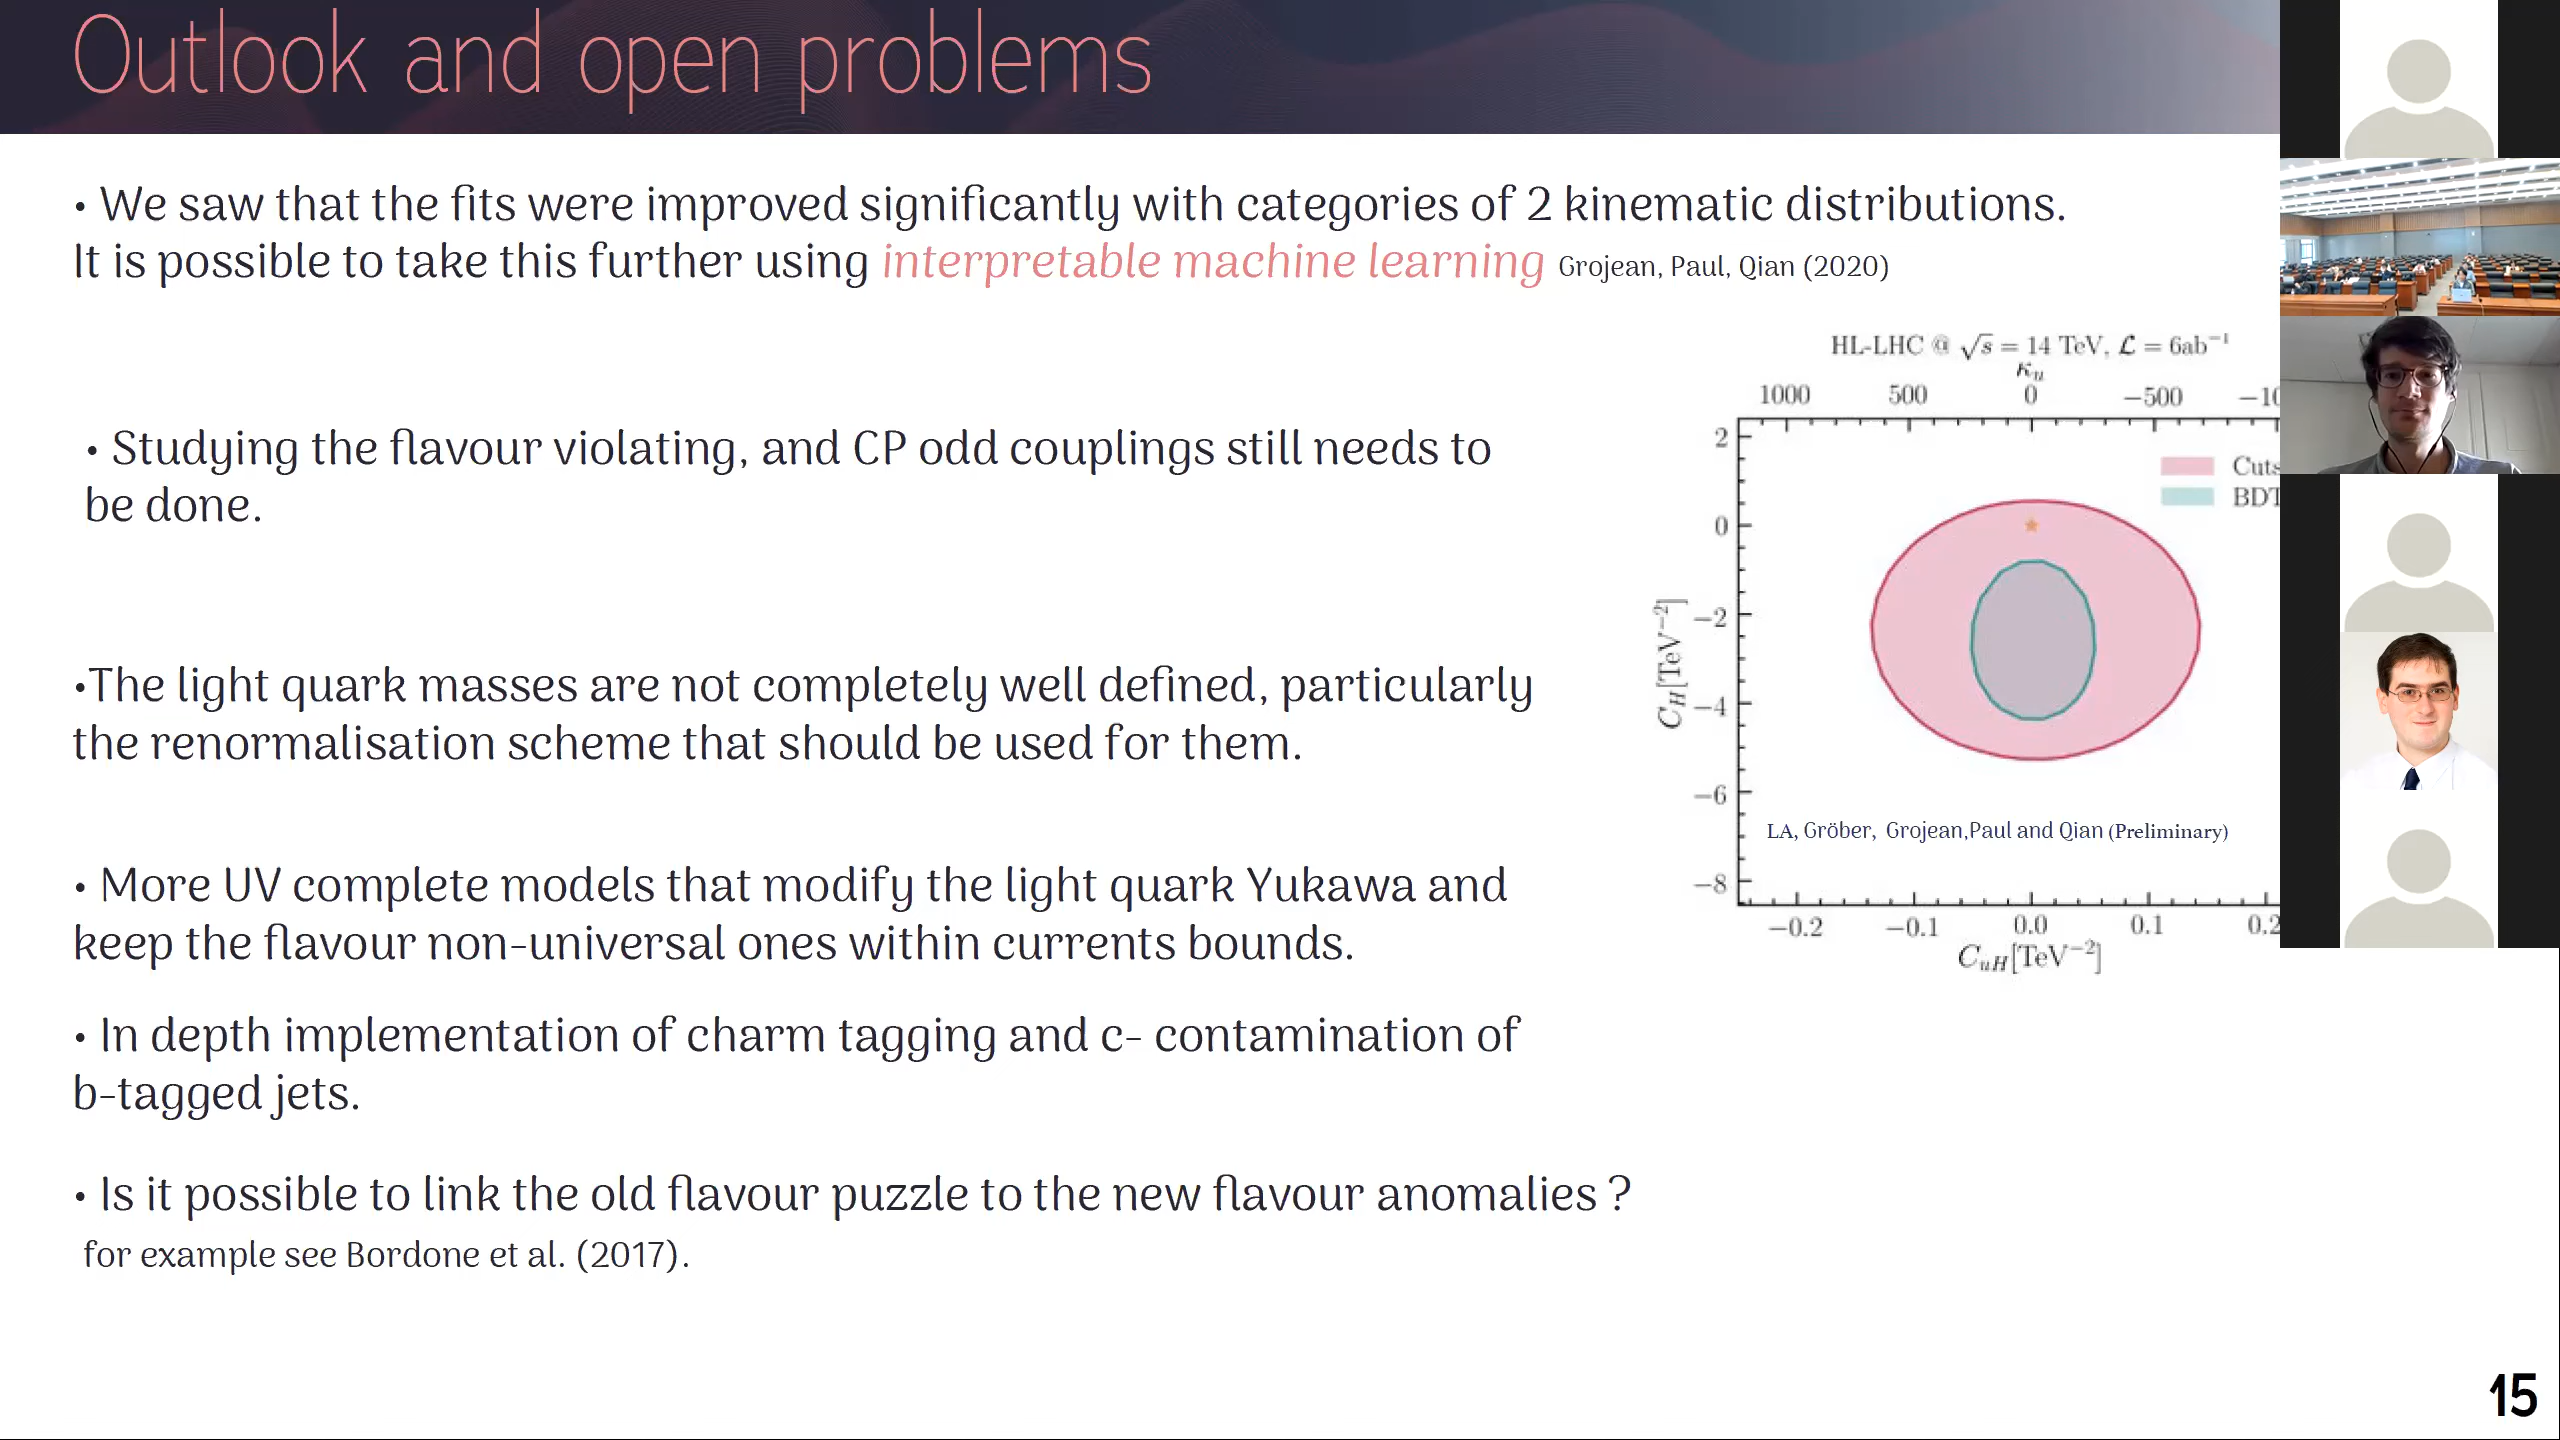 Outlook and open problems
• We saw that the fits were improved significantly with categories of 2 kinematic distributions.
It is possible to take this further using interpretable machine learning Grojean, Paul, Qian (2020)
HL-LHC @ √s = 14 TeV, 𝓛 = 6ab⁻¹
κᵤ
1000 500 0 −500 −10
• Studying the flavour violating, and CP odd couplings still needs to
be done.
2
Cuts
BDT
0
−2
C_H[TeV⁻²]
−4
−6
−8
LA, Gröber, Grojean,Paul and Qian (Preliminary)
−0.2 −0.1 0.0 0.1 0.2
C_uH[TeV⁻²]
•The light quark masses are not completely well defined, particularly
the renormalisation scheme that should be used for them.
• More UV complete models that modify the light quark Yukawa and
keep the flavour non-universal ones within currents bounds.
• In depth implementation of charm tagging and c- contamination of
b-tagged jets.
• Is it possible to link the old flavour puzzle to the new flavour anomalies ?
for example see Bordone et al. (2017).
15